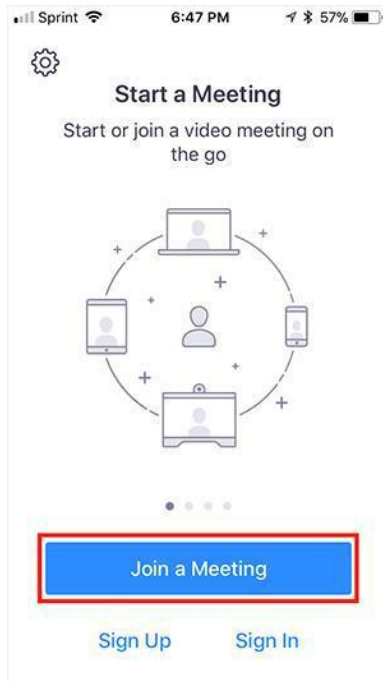 Sprint 6:47 PM 57%
Start a Meeting
Start or join a video meeting on
the go
Join a Meeting
Sign Up Sign In